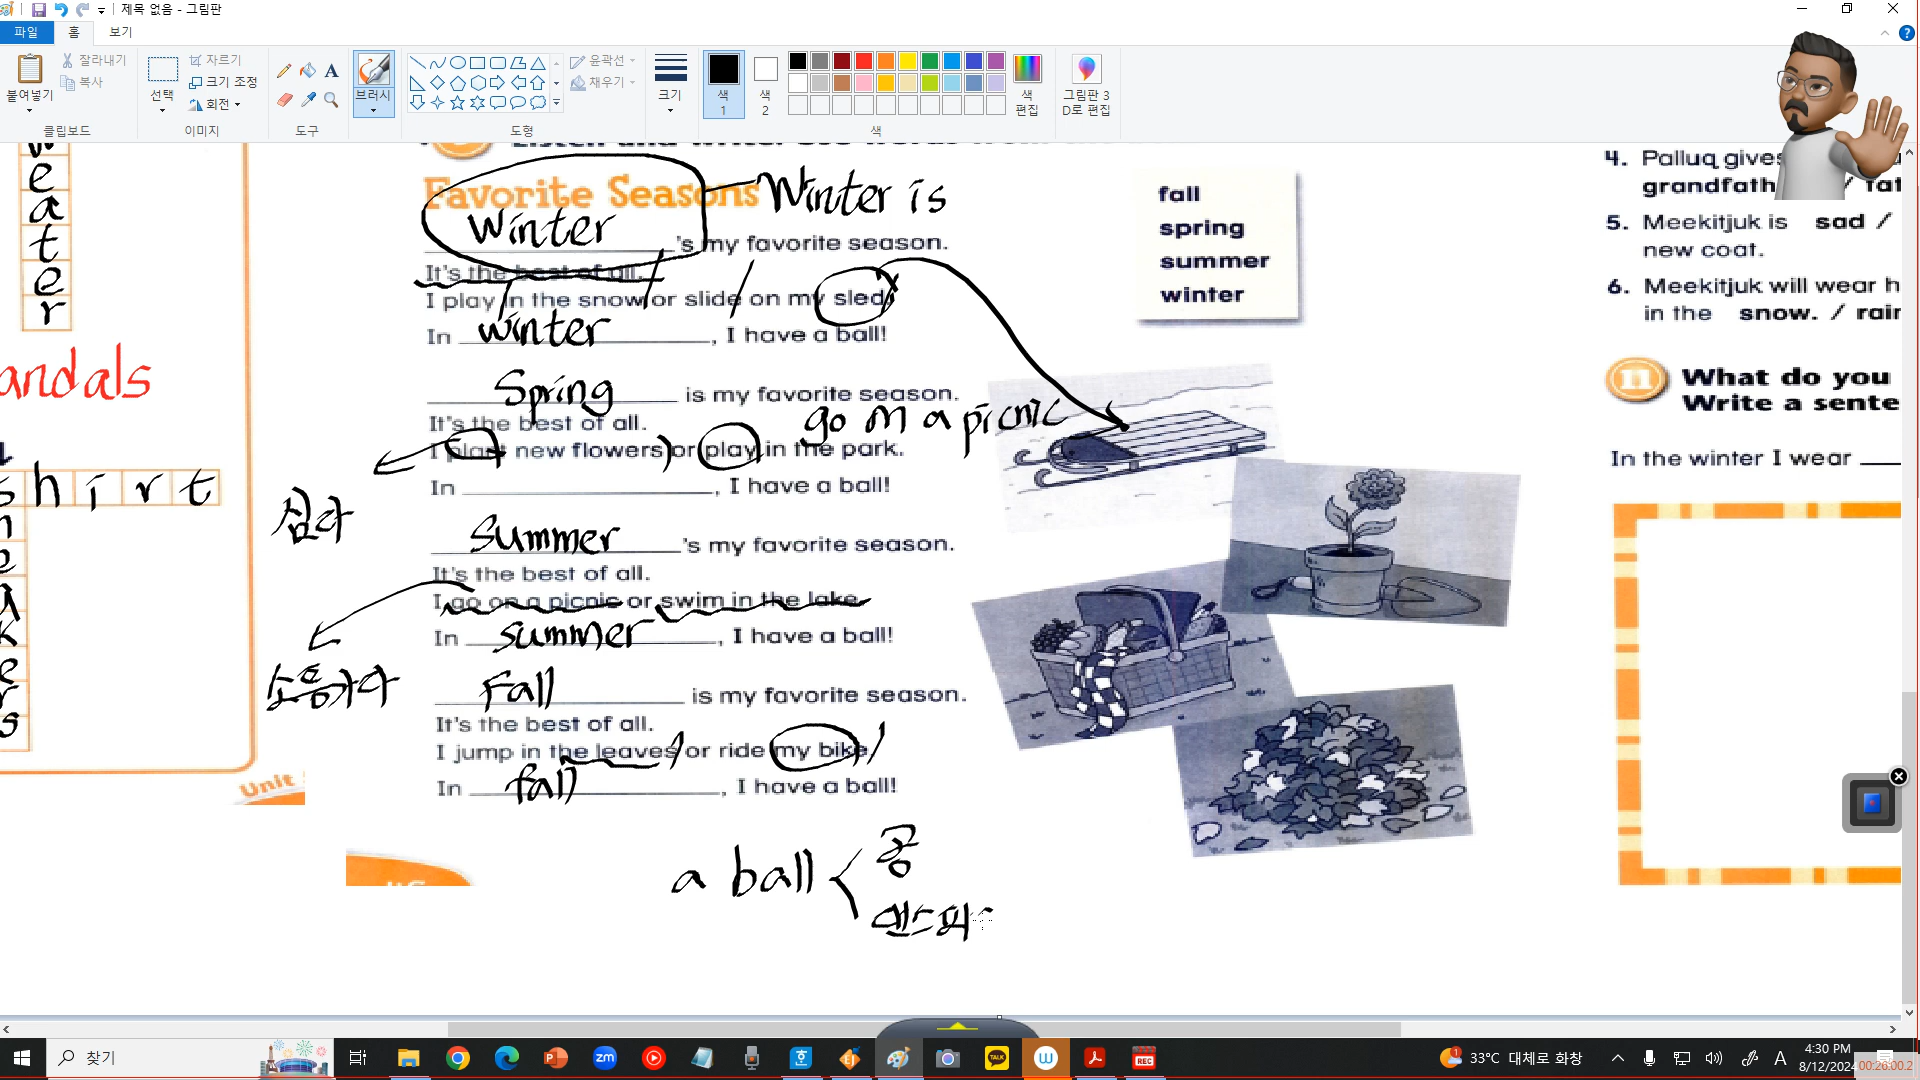 제목 없음 - 그림판
파일 홈 보기
붙여넣기 잘라내기 복사
선택 자르기 크기 조정 회전
브러시
윤곽선 채우기
크기
색 1
색 2
색 편집
그림판 3D로 편집
클립보드 이미지 도구 도형 색
w
e
a
t
e
r
andals
s h i r t
n
e
a
k
e
r
s
Unit
Favorite Seasons
Winter is
Winter 's my favorite season.
It's the best of all.
I play in the snow or slide on my sled.
In winter, I have a ball!
Spring is my favorite season.
It's the best of all.
go on a picnic
I plant new flowers or play in the park.
In ____, I have a ball!
심다
summer 's my favorite season.
It's the best of all.
I go on a picnic or swim in the lake.
In summer, I have a ball!
소풍가다
Fall is my favorite season.
It's the best of all.
I jump in the leaves or ride my bike.
In fall, I have a ball!
a ball
공
댄스파
fall
spring
summer
winter
4. Palluq gives
grandfath / fat
5. Meekitjuk is sad /
new coat.
6. Meekitjuk will wear h
in the snow. / rain
n What do you
Write a sente
In the winter I wear
찾기
33°C 대체로 화창
A
4:30 PM
8/12/2024
00:26:00.2